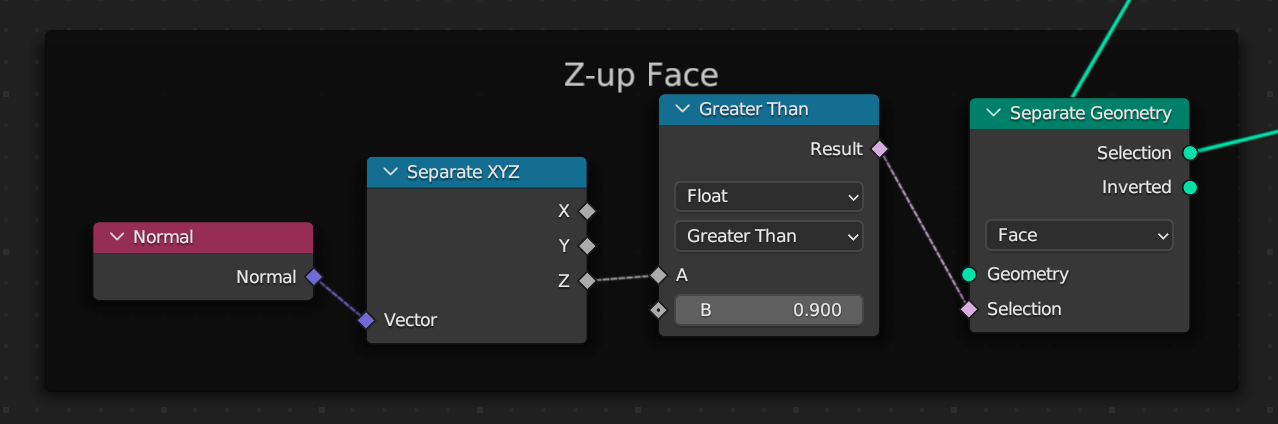 Z-up Face
Normal
Normal
Separate XYZ
X
Y
Z
Vector
Greater Than
Result
Float
Greater Than
A
B 0.900
Separate Geometry
Selection
Inverted
Face
Geometry
Selection